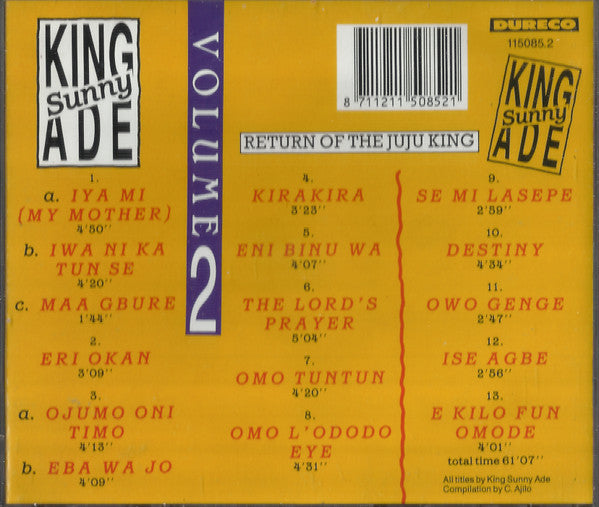 KING
Sunny
ADE
VOLUME 2
8 711211 508521
DURECO
115085.2
KING
Sunny
ADE
RETURN OF THE JUJU KING
1.
a. IYA MI
(MY MOTHER)
4'50''
b. IWA NI KA
TUN SE
4'20''
c. MAA GBURE
1'44''
2.
ERI OKAN
3'09''
3.
a. OJUMO ONI
TIMO
4'13''
b. EBA WA JO
4'09''
4.
KIRAKIRA
3'23''
5.
ENI BINU WA
4'07''
6.
THE LORD'S
PRAYER
5'04''
7.
OMO TUNTUN
4'20''
8.
OMO L'ODODO
EYE
4'31''
9.
SE MI LASEPE
2'59''
10.
DESTINY
4'34''
11.
OWO GENGE
2'47''
12.
ISE AGBE
2'56''
13.
E KILO FUN
OMODE
4'01''
total time 61'07''
All titles by King Sunny Ade
Compilation by C. Ajilo